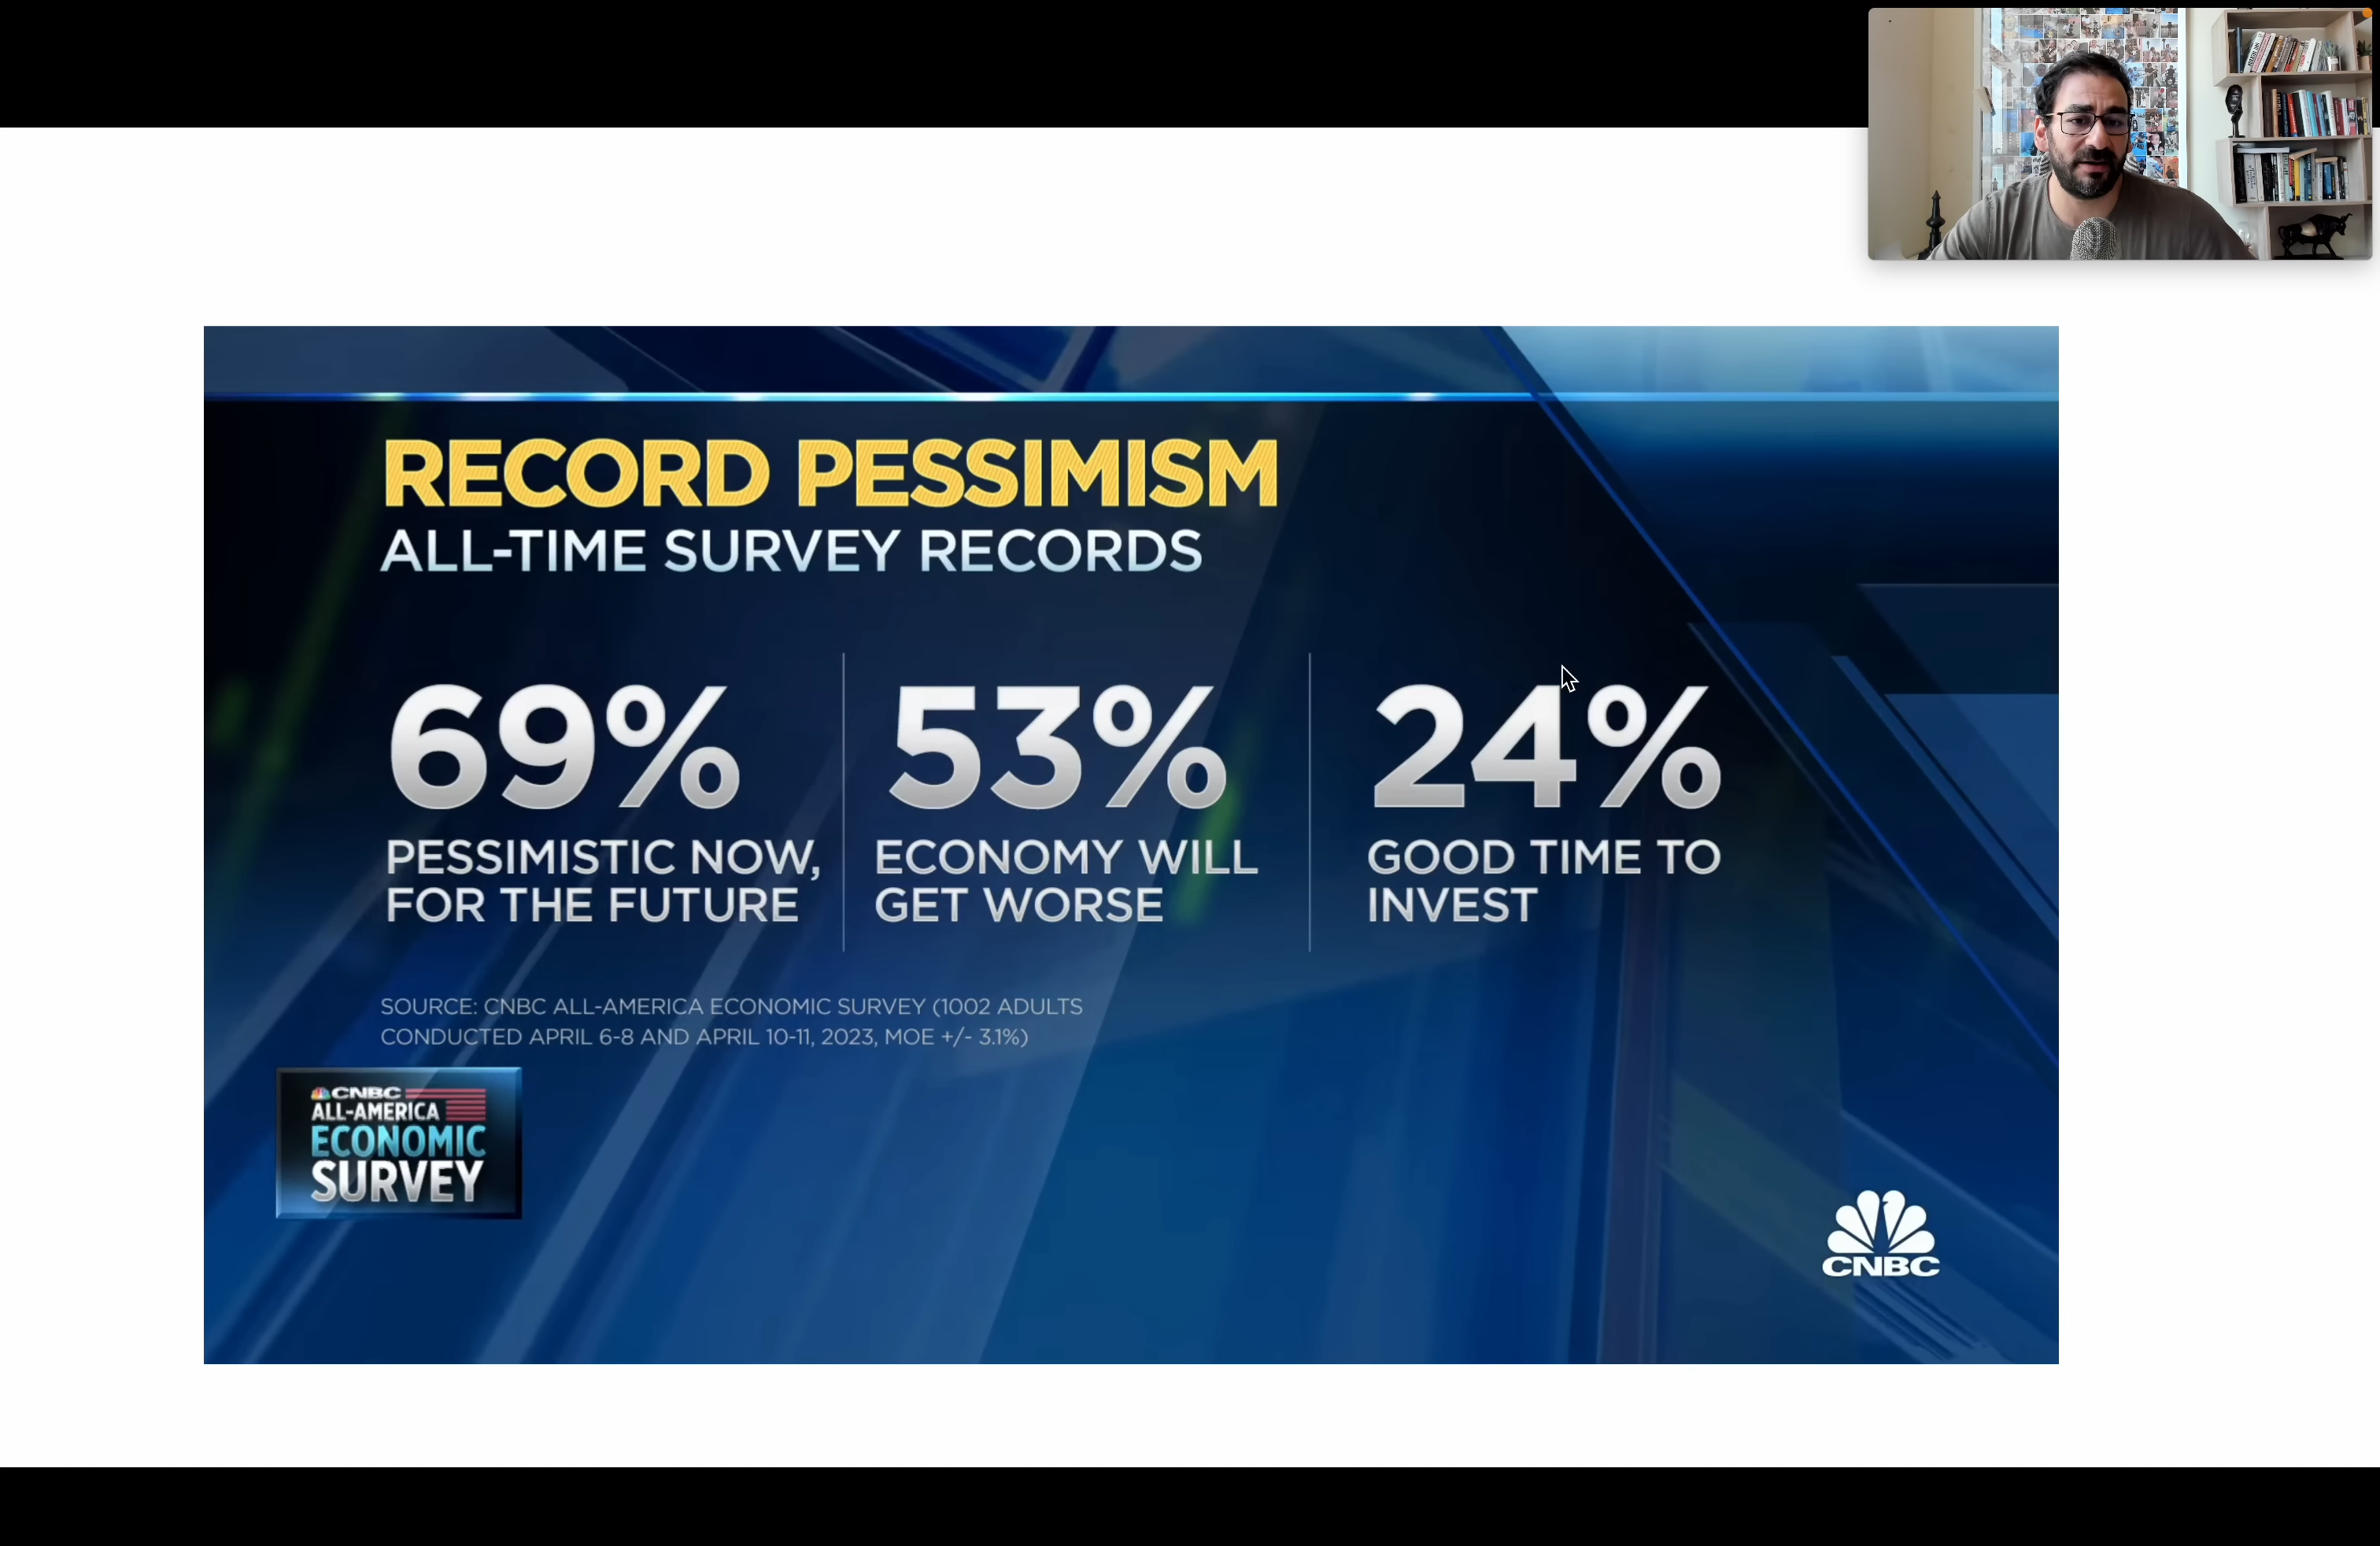 RECORD PESSIMISM
ALL-TIME SURVEY RECORDS
69%
PESSIMISTIC NOW,
FOR THE FUTURE
53%
ECONOMY WILL
GET WORSE
24%
GOOD TIME TO
INVEST
SOURCE: CNBC ALL-AMERICA ECONOMIC SURVEY (1002 ADULTS
CONDUCTED APRIL 6-8 AND APRIL 10-11, 2023, MOE +/- 3.1%)
CNBC
ALL-AMERICA
ECONOMIC
SURVEY
CNBC